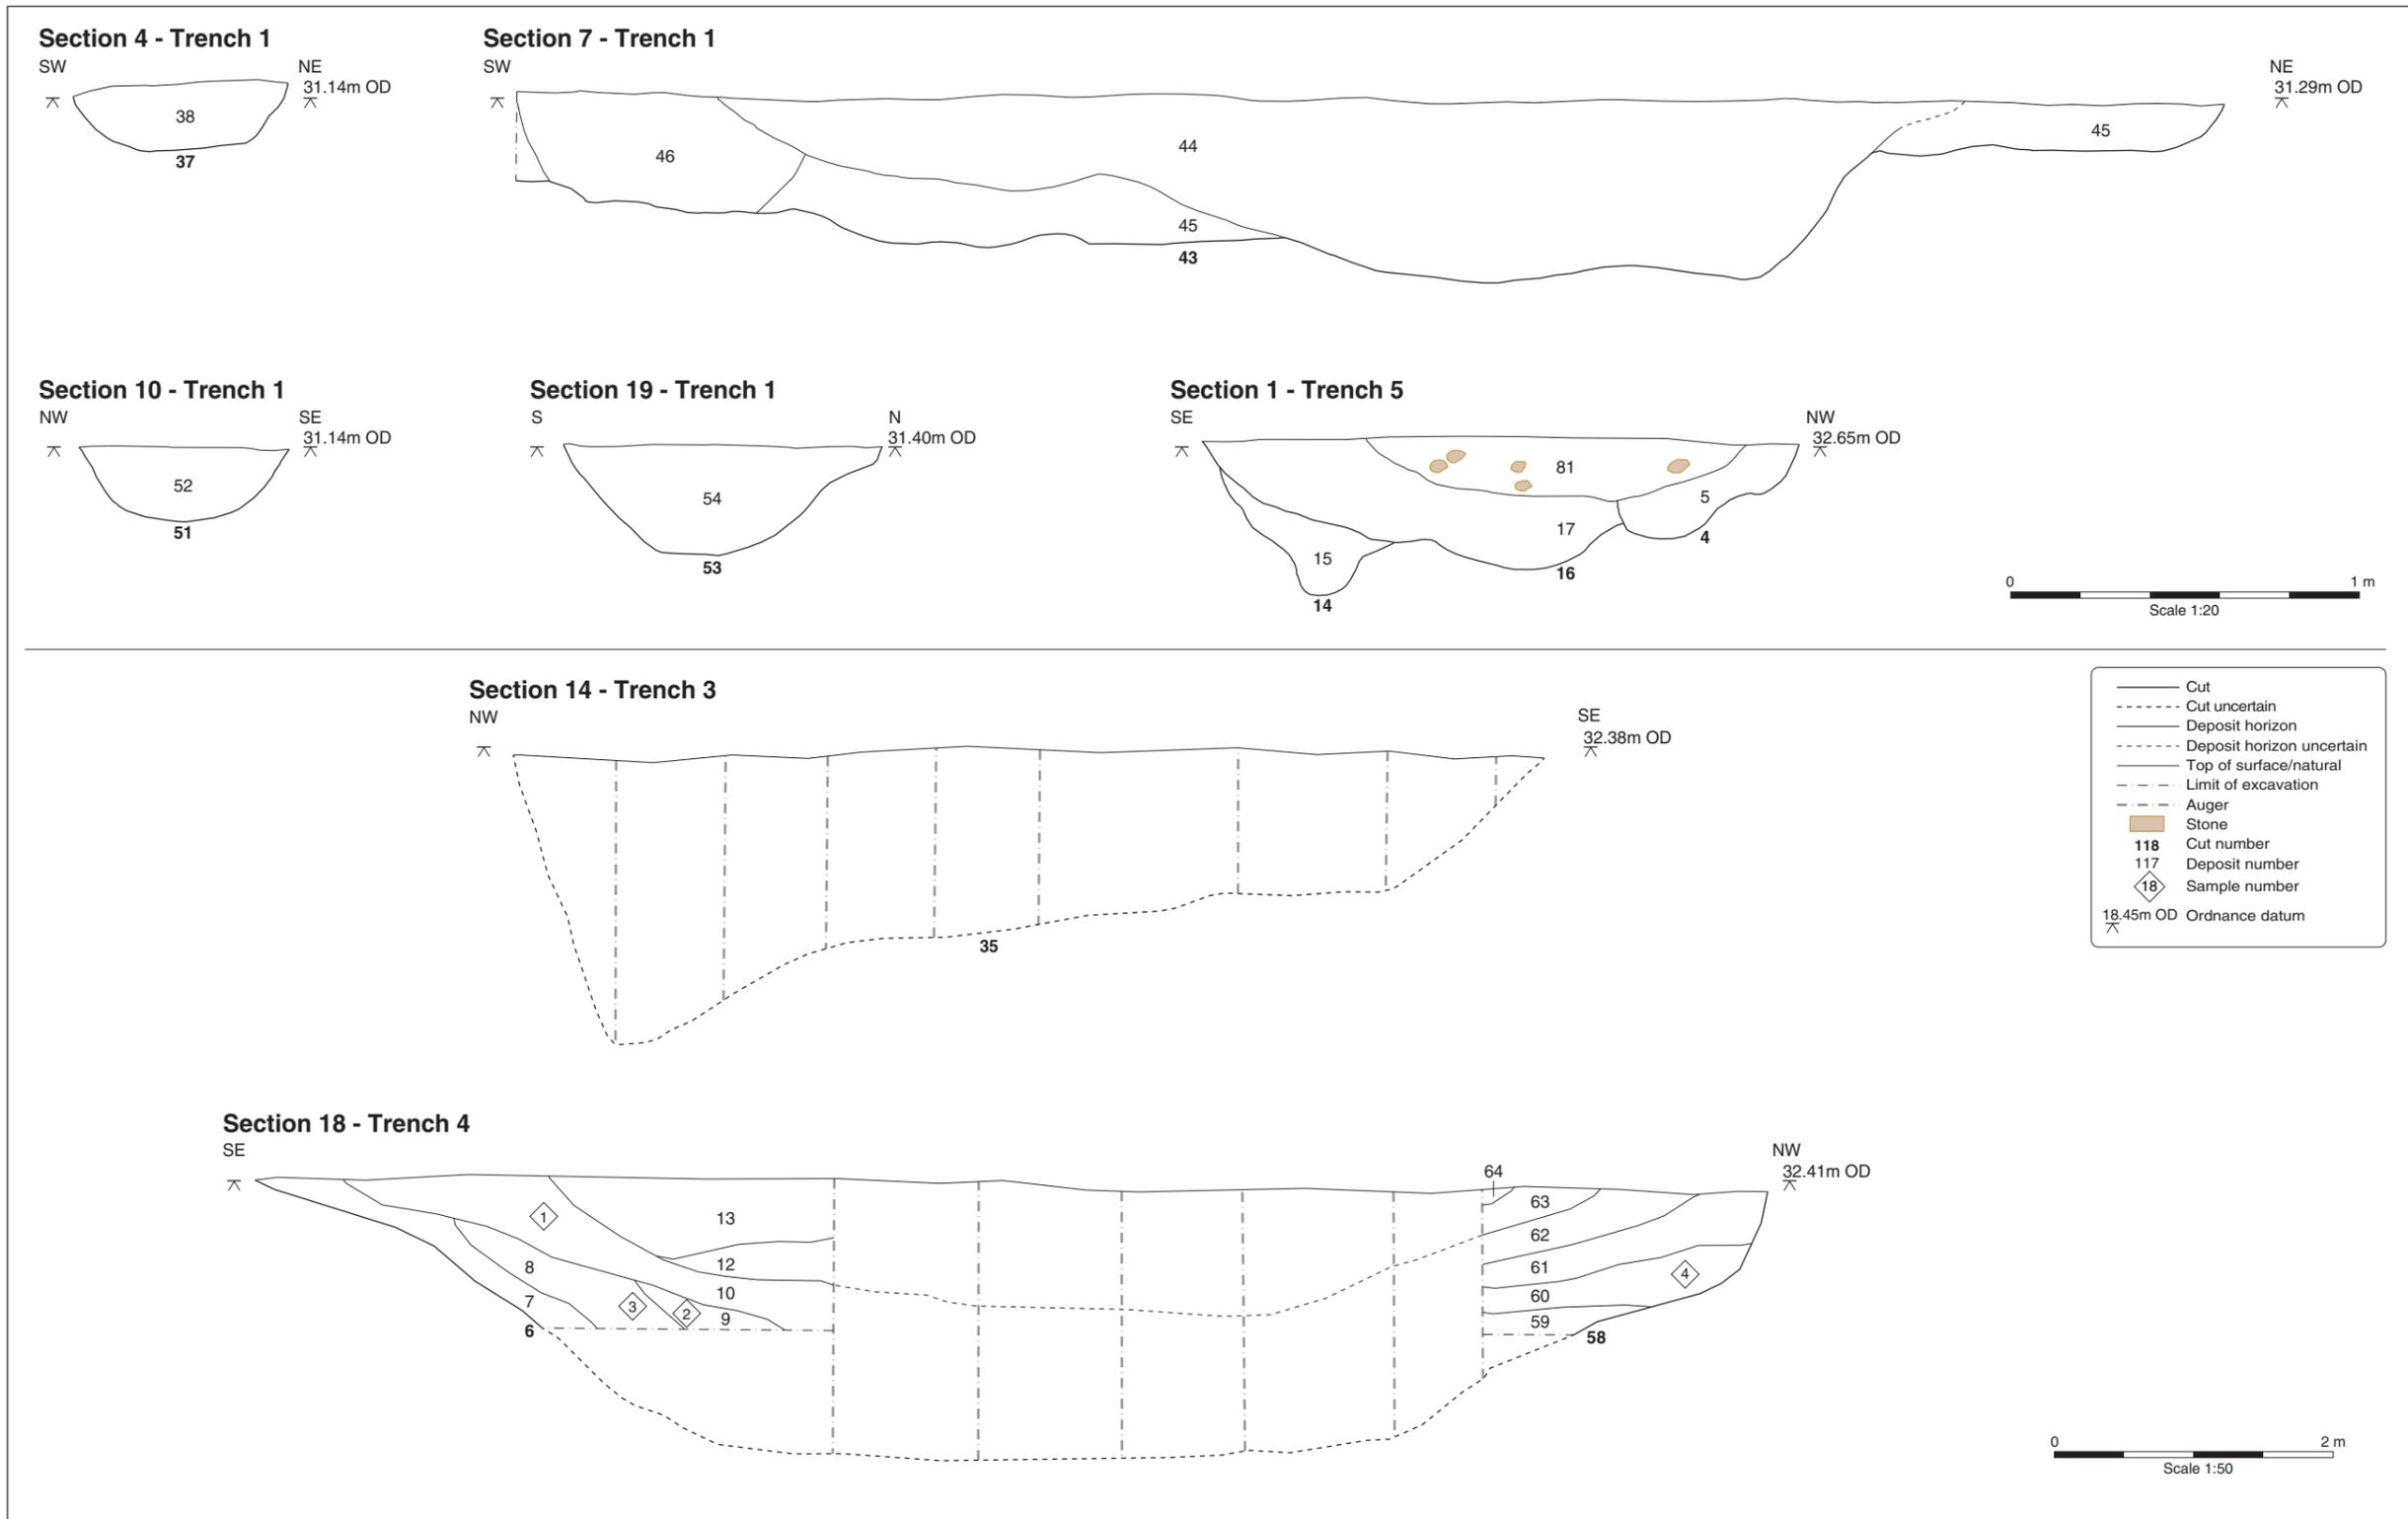 Section 4 - Trench 1
SW
NE
31.14m OD
38
37
Section 7 - Trench 1
SW
NE
31.29m OD
46
44
45
45
43
Section 10 - Trench 1
NW
SE
31.14m OD
52
51
Section 19 - Trench 1
S
N
31.40m OD
54
53
Section 1 - Trench 5
SE
NW
32.65m OD
81
5
17
4
15
16
14
0 1 m
Scale 1:20
Section 14 - Trench 3
NW
SE
32.38m OD
35
Cut
Cut uncertain
Deposit horizon
Deposit horizon uncertain
Top of surface/natural
Limit of excavation
Auger
Stone
118 Cut number
117 Deposit number
18 Sample number
18.45m OD Ordnance datum
Section 18 - Trench 4
SE
NW
32.41m OD
64
63
1
13
62
8
12
61
4
10
60
7
3
2
9
59
6
58
0 2 m
Scale 1:50